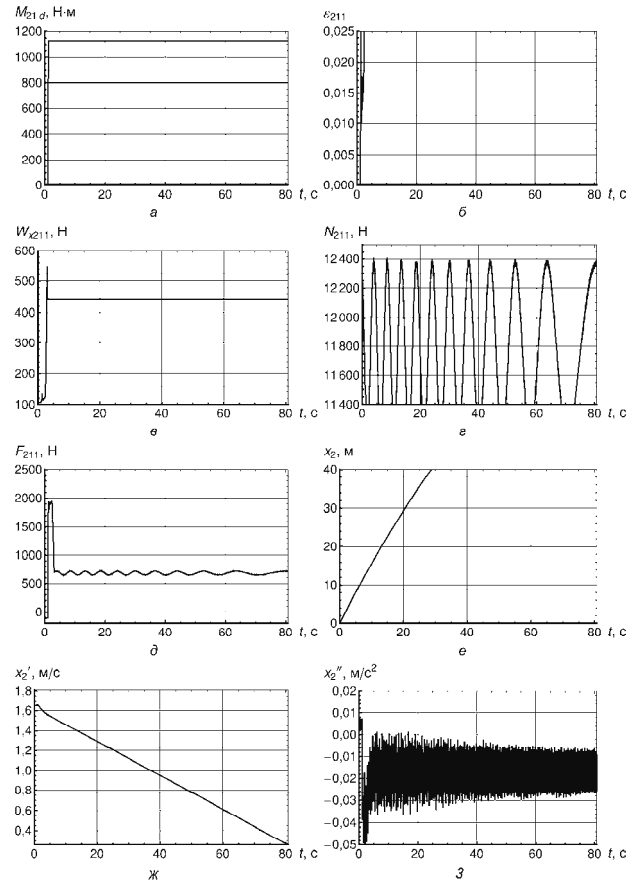 M₂₁ d, Н·м
1200
1000
800
600
400
200
0
0 20 40 60 80 t, с
а
ε₂₁₁
0,025
0,020
0,015
0,010
0,005
0,000
0 20 40 60 80 t, с
б
Wₓ₂₁₁, Н
600
500
400
300
200
100
0 20 40 60 80 t, с
в
N₂₁₁, Н
12400
12200
12000
11800
11600
11400
0 20 40 60 80 t, с
г
F₂₁₁, Н
2500
2000
1500
1000
500
0
0 20 40 60 80 t, с
д
x₂, м
40
30
20
10
0
0 20 40 60 80 t, с
е
x₂′, м/с
1,8
1,6
1,4
1,2
1,0
0,8
0,6
0,4
0 20 40 60 80 t, с
ж
x₂″, м/с²
0,02
0,01
0,00
−0,01
−0,02
−0,03
−0,04
−0,05
0 20 40 60 80 t, с
З